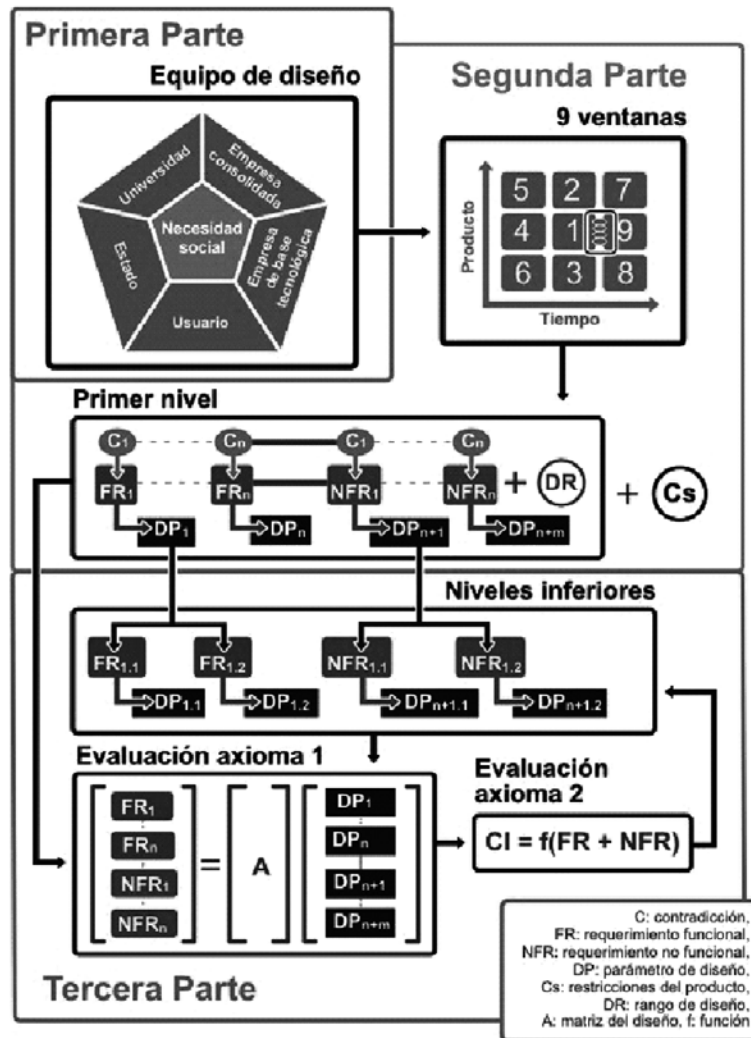 Primera Parte
Equipo de diseño
Universidad
Empresa
consolidada
Necesidad
social
Estado
Empresa
de base
tecnológica
Usuario
Segunda Parte
9 ventanas
Producto
5 2 7
4 1 9
6 3 8
Tiempo
Primer nivel
C1 Cn C1 Cn
FR1 FRn NFR1 NFRn + DR + Cs
DP1 DPn DPn+1 DPn+m
Niveles inferiores
FR1.1 FR1.2 NFR1.1 NFR1.2
DP1.1 DP1.2 DPn+1.1 DPn+1.2
Evaluación axioma 1
FR1
FRn
NFR1
NFRn
=
A
DP1
DPn
DPn+1
DPn+m
Evaluación
axioma 2
CI = f(FR + NFR)
Tercera Parte
C: contradicción,
FR: requerimiento funcional,
NFR: requerimiento no funcional,
DP: parámetro de diseño,
Cs: restricciones del producto,
DR: rango de diseño,
A: matriz del diseño, f: función